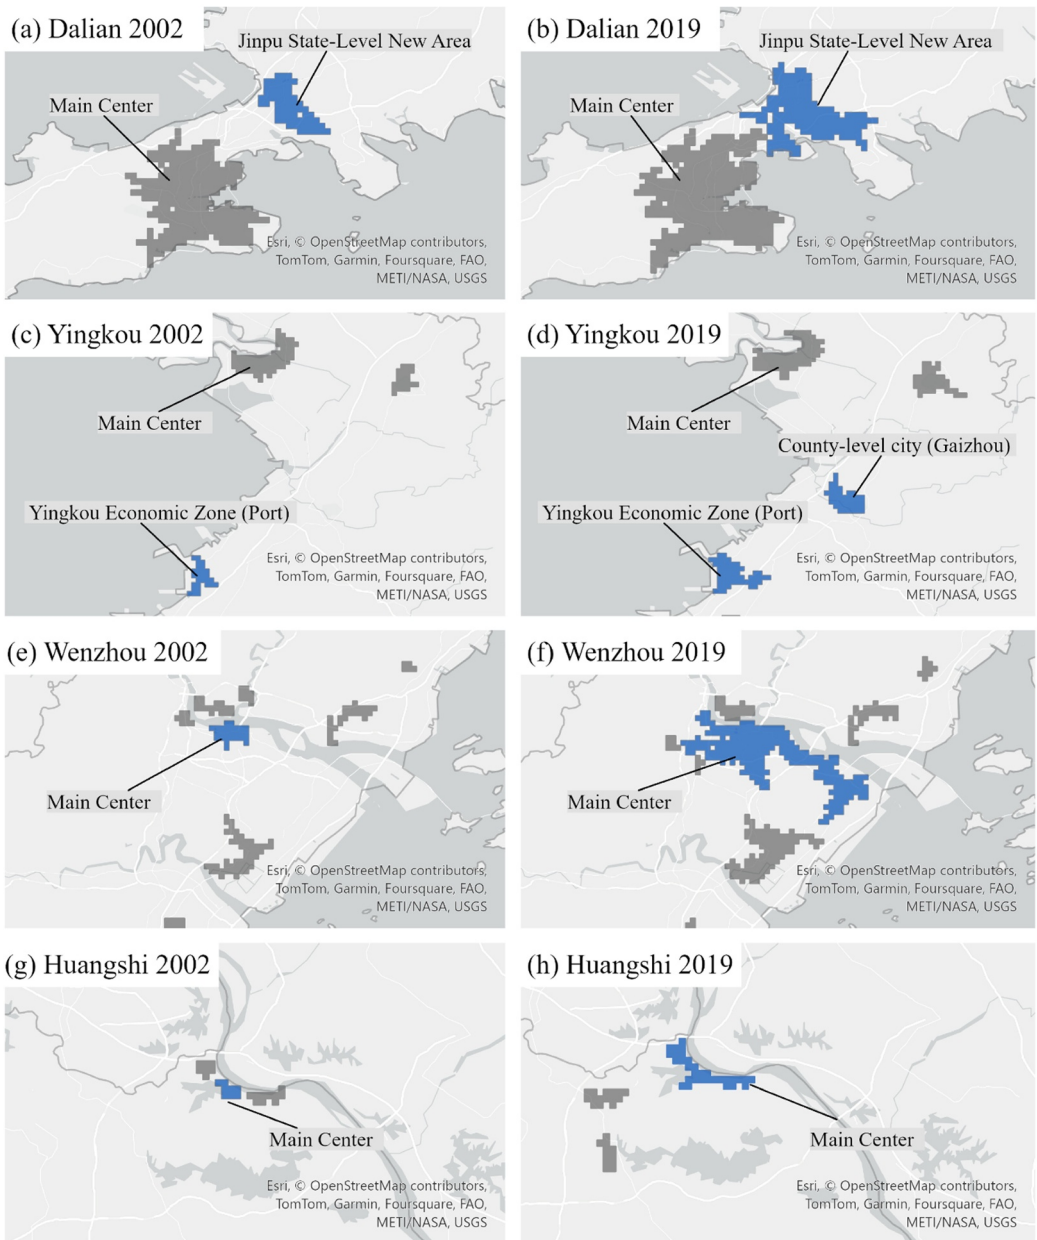 (a) Dalian 2002
Jinpu State-Level New Area
Main Center
Esri, © OpenStreetMap contributors,
TomTom, Garmin, Foursquare, FAO,
METI/NASA, USGS
(b) Dalian 2019
Jinpu State-Level New Area
Main Center
Esri, © OpenStreetMap contributors,
TomTom, Garmin, Foursquare, FAO,
METI/NASA, USGS
(c) Yingkou 2002
Main Center
Yingkou Economic Zone (Port)
Esri, © OpenStreetMap contributors,
TomTom, Garmin, Foursquare, FAO,
METI/NASA, USGS
(d) Yingkou 2019
Main Center
County-level city (Gaizhou)
Yingkou Economic Zone (Port)
Esri, © OpenStreetMap contributors,
TomTom, Garmin, Foursquare, FAO,
METI/NASA, USGS
(e) Wenzhou 2002
Main Center
Esri, © OpenStreetMap contributors,
TomTom, Garmin, Foursquare, FAO,
METI/NASA, USGS
(f) Wenzhou 2019
Main Center
Esri, © OpenStreetMap contributors,
TomTom, Garmin, Foursquare, FAO,
METI/NASA, USGS
(g) Huangshi 2002
Main Center
Esri, © OpenStreetMap contributors,
TomTom, Garmin, Foursquare, FAO,
METI/NASA, USGS
(h) Huangshi 2019
Main Center
Esri, © OpenStreetMap contributors,
TomTom, Garmin, Foursquare, FAO,
METI/NASA, USGS